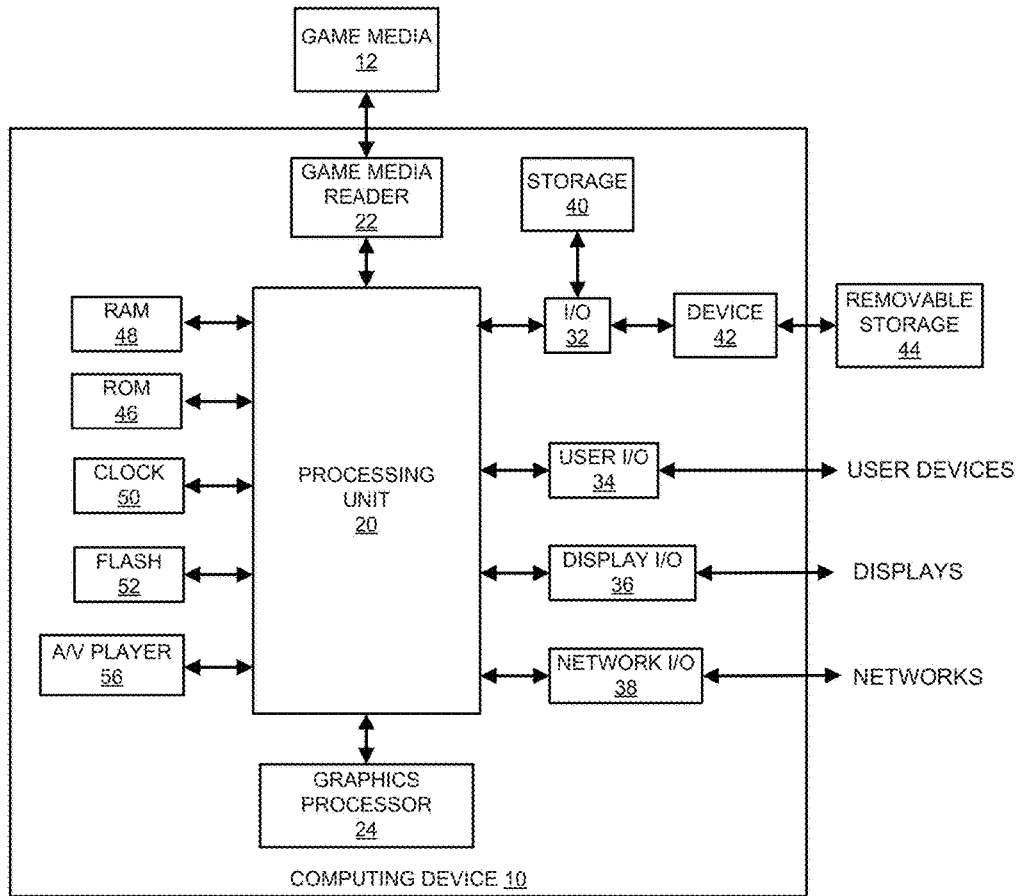 GAME MEDIA
12
GAME MEDIA
READER
22
STORAGE
40
RAM
48
I/O
32
DEVICE
42
REMOVABLE
STORAGE
44
ROM
46
PROCESSING
UNIT
20
CLOCK
50
USER I/O
34
USER DEVICES
FLASH
52
DISPLAY I/O
36
DISPLAYS
A/V PLAYER
56
NETWORK I/O
38
NETWORKS
GRAPHICS
PROCESSOR
24
COMPUTING DEVICE 10